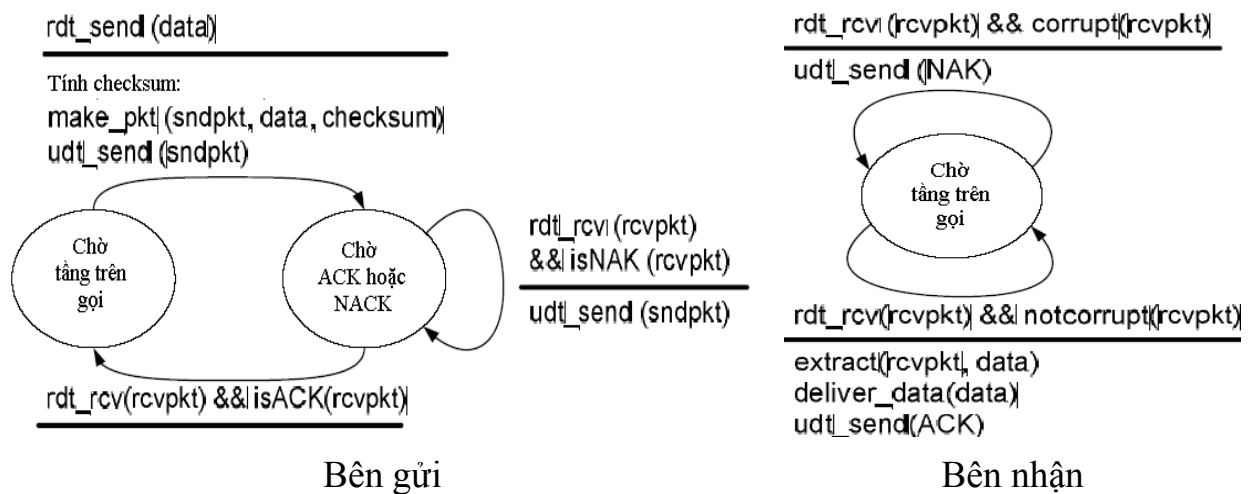 rdt_send (data)
Tính checksum:
make_pkt (sndpkt, data, checksum)
udt_send (sndpkt)
Chờ
tầng trên
gọi
Chờ
ACK hoặc
NACK
rdt_rcv (rcvpkt)
&& isNAK (rcvpkt)
udt_send (sndpkt)
rdt_rcv(rcvpkt) && isACK(rcvpkt)
Bên gửi
rdt_rcv (rcvpkt) && corrupt(rcvpkt)
udt_send (NAK)
Chờ
tầng trên
gọi
rdt_rcv(rcvpkt) && notcorrupt(rcvpkt)
extract(rcvpkt, data)
deliver_data(data)
udt_send(ACK)
Bên nhận